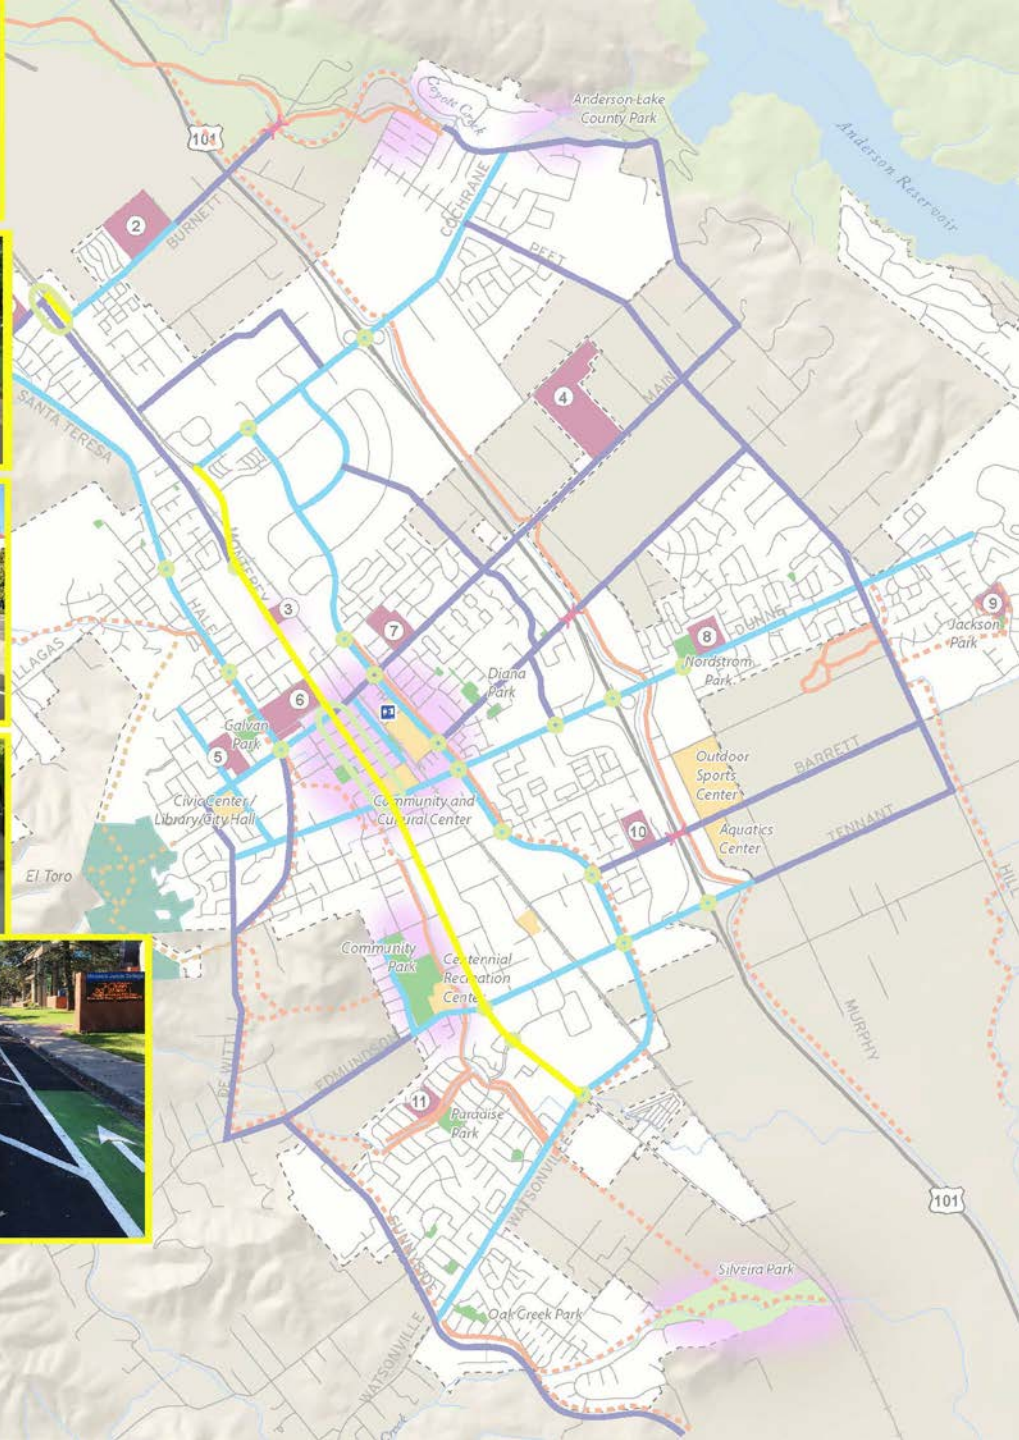 Coyote Creek
Anderson Lake
County Park
Anderson Reservoir
101
COCHRANE
2
BURNETT
PEET
SANTA TERESA
4
MAIN
MONTEREY
HALE
3
7
DUNNE
8
9
Jackson
Park
LLAGAS
Nordstrom
Park
Diana
Park
6
Galvan
Park
5
Outdoor
Sports
Center
BARRETT
Civic Center /
Library/City Hall
Community and
Cultural Center
TENNANT
10
Aquatics
Center
El Toro
HILL
Community
Park
Centennial
Recreation
Center
MURPHY
DE WITT
EDMUNDSON
11
Paradise
Park
WATSONVILLE
101
SUNNYSIDE
Silveira Park
Oak Creek Park
WATSONVILLE
Creek